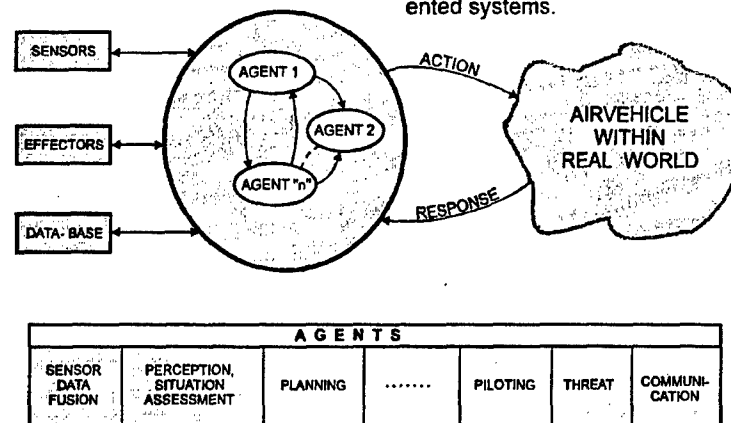 ented systems.
SENSORS
EFFECTORS
DATA-BASE
AGENT 1
AGENT 2
AGENT "n"
ACTION
RESPONSE
AIRVEHICLE
WITHIN
REAL WORLD
AGENTS
SENSOR
DATA
FUSION
PERCEPTION,
SITUATION
ASSESSMENT
PLANNING
.......
PILOTING
THREAT
COMMUNI-
CATION